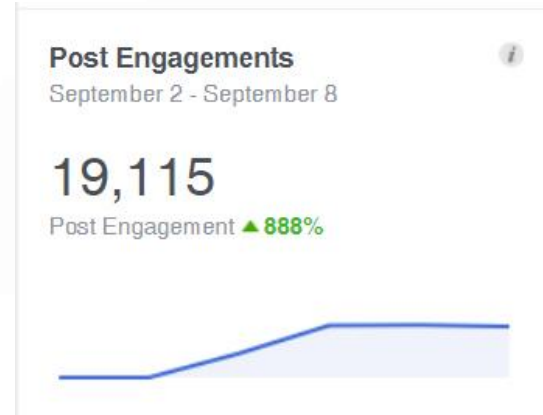 Post Engagements
i
September 2 - September 8
19,115
Post Engagement ▲ 888%